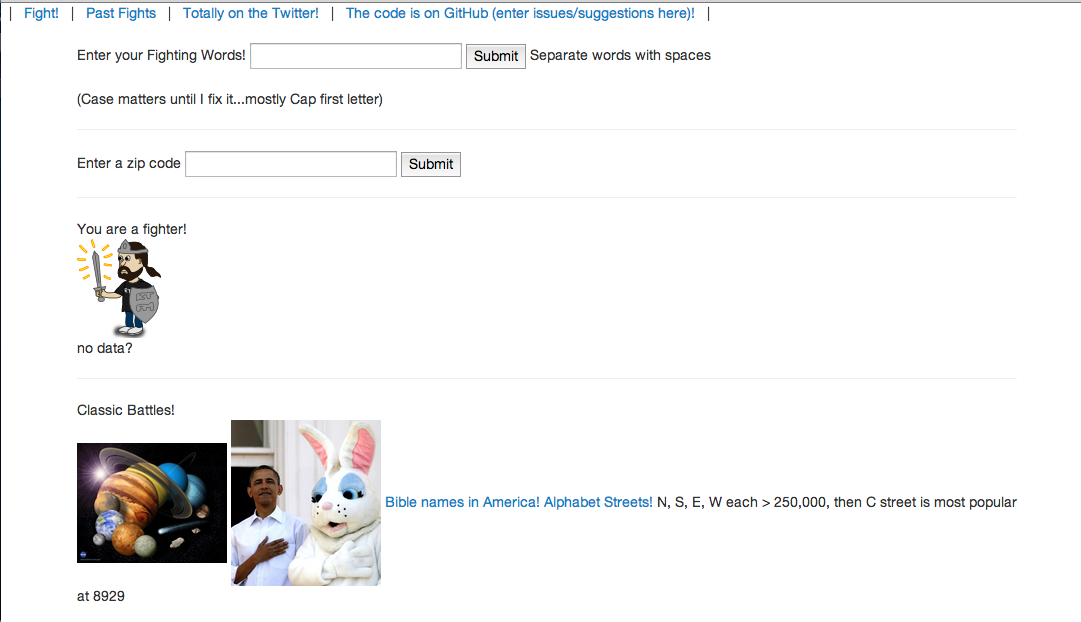 | Fight! | Past Fights | Totally on the Twitter! | The code is on GitHub (enter issues/suggestions here)! |
Enter your Fighting Words! Submit Separate words with spaces
(Case matters until I fix it...mostly Cap first letter)
Enter a zip code Submit
You are a fighter!
no data?
Classic Battles!
Bible names in America! Alphabet Streets! N, S, E, W each > 250,000, then C street is most popular
at 8929